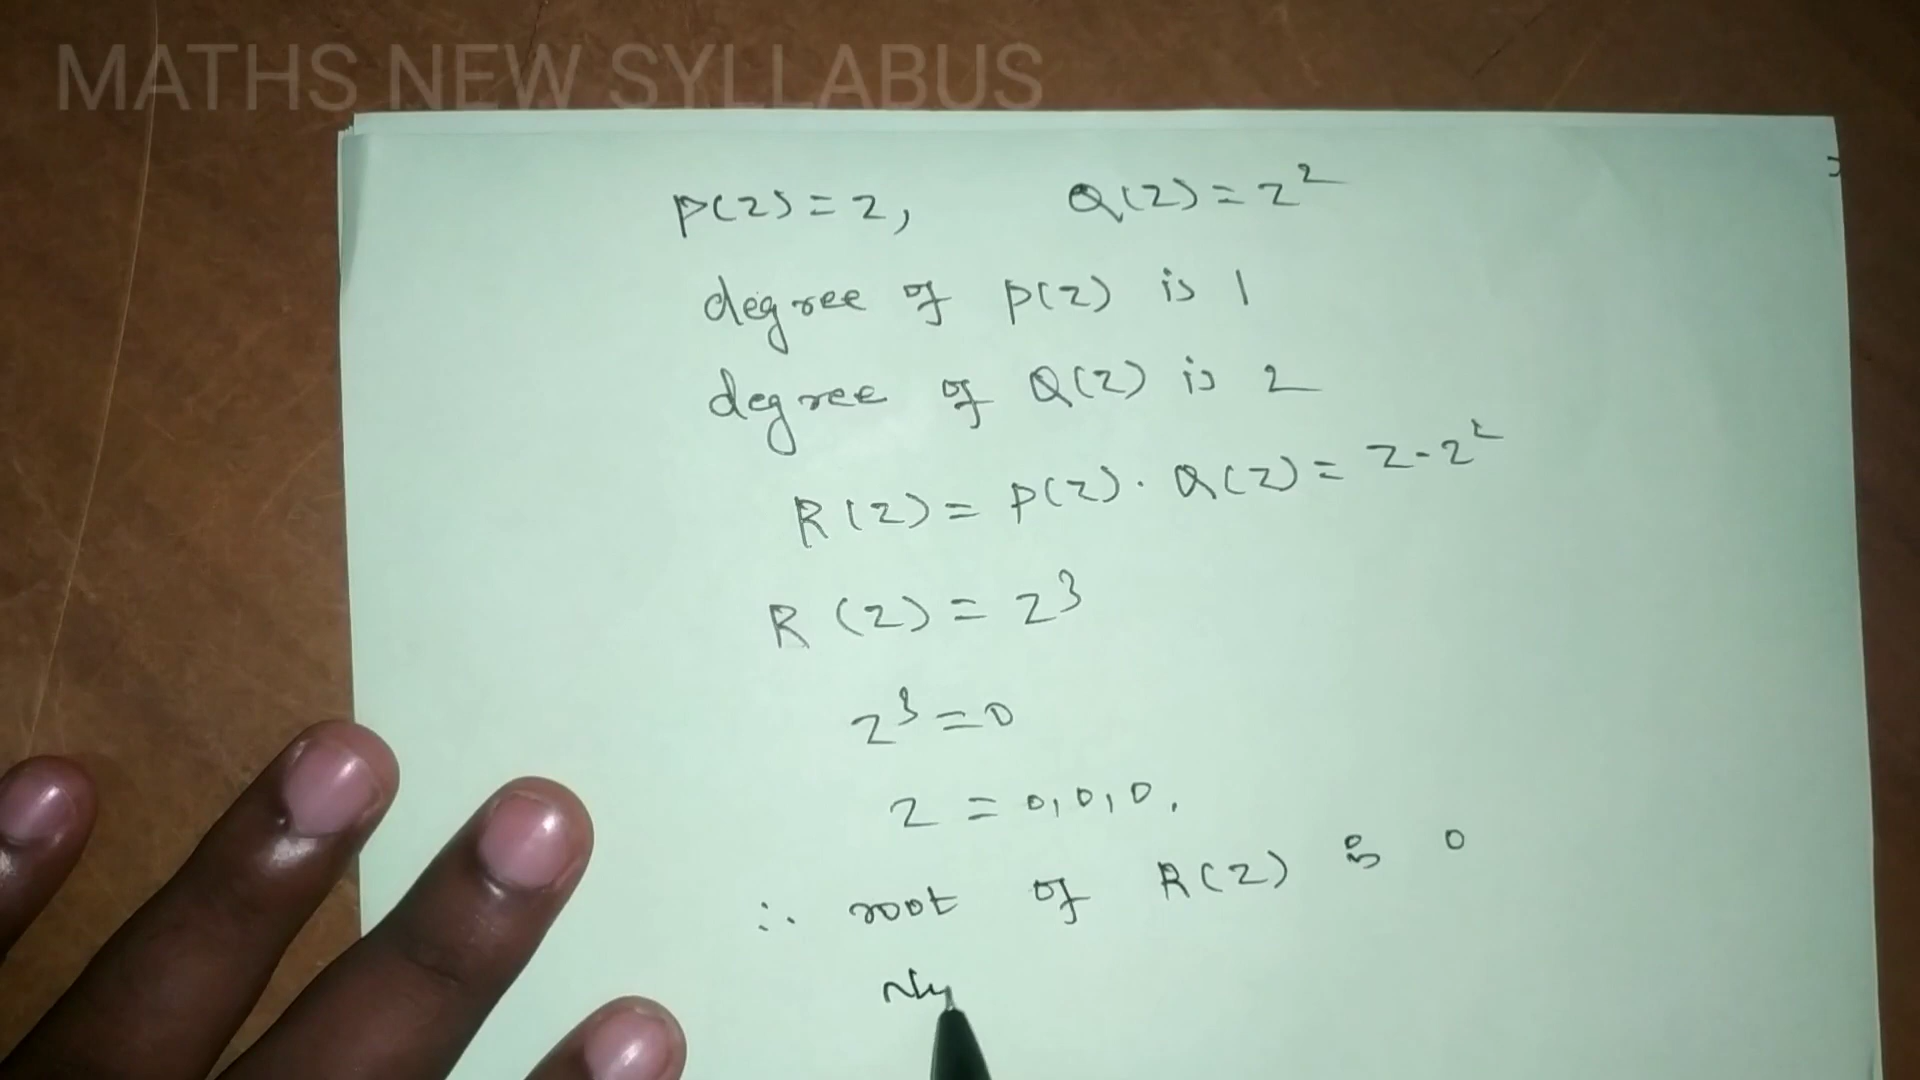 MATHS NEW SYLLABUS
P(z) = z, Q(z) = z²
degree of P(z) is 1
degree of Q(z) is 2
R(z) = P(z) · Q(z) = z · z²
R(z) = z³
z³ = 0
z = 0, 0, 0.
∴ root of R(z) is 0